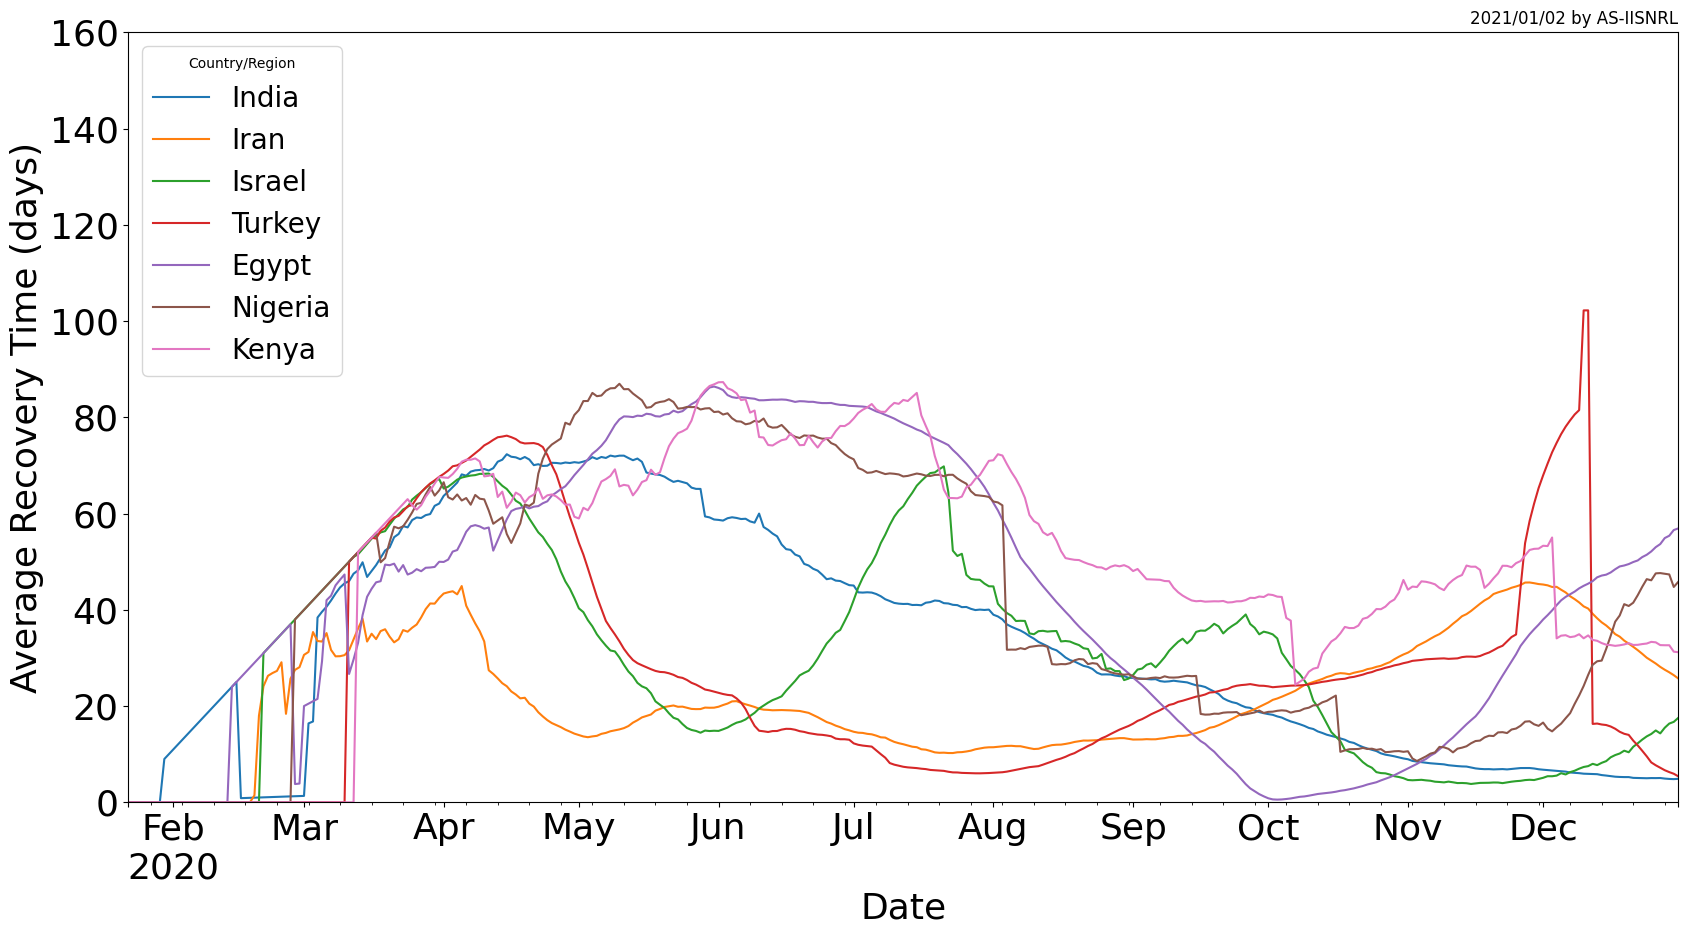 2021/01/02 by AS-IISNRL
Average Recovery Time (days)
160
140
120
100
80
60
40
20
0
Country/Region
India
Iran
Israel
Turkey
Egypt
Nigeria
Kenya
Feb Mar Apr May Jun Jul Aug Sep Oct Nov Dec
2020
Date